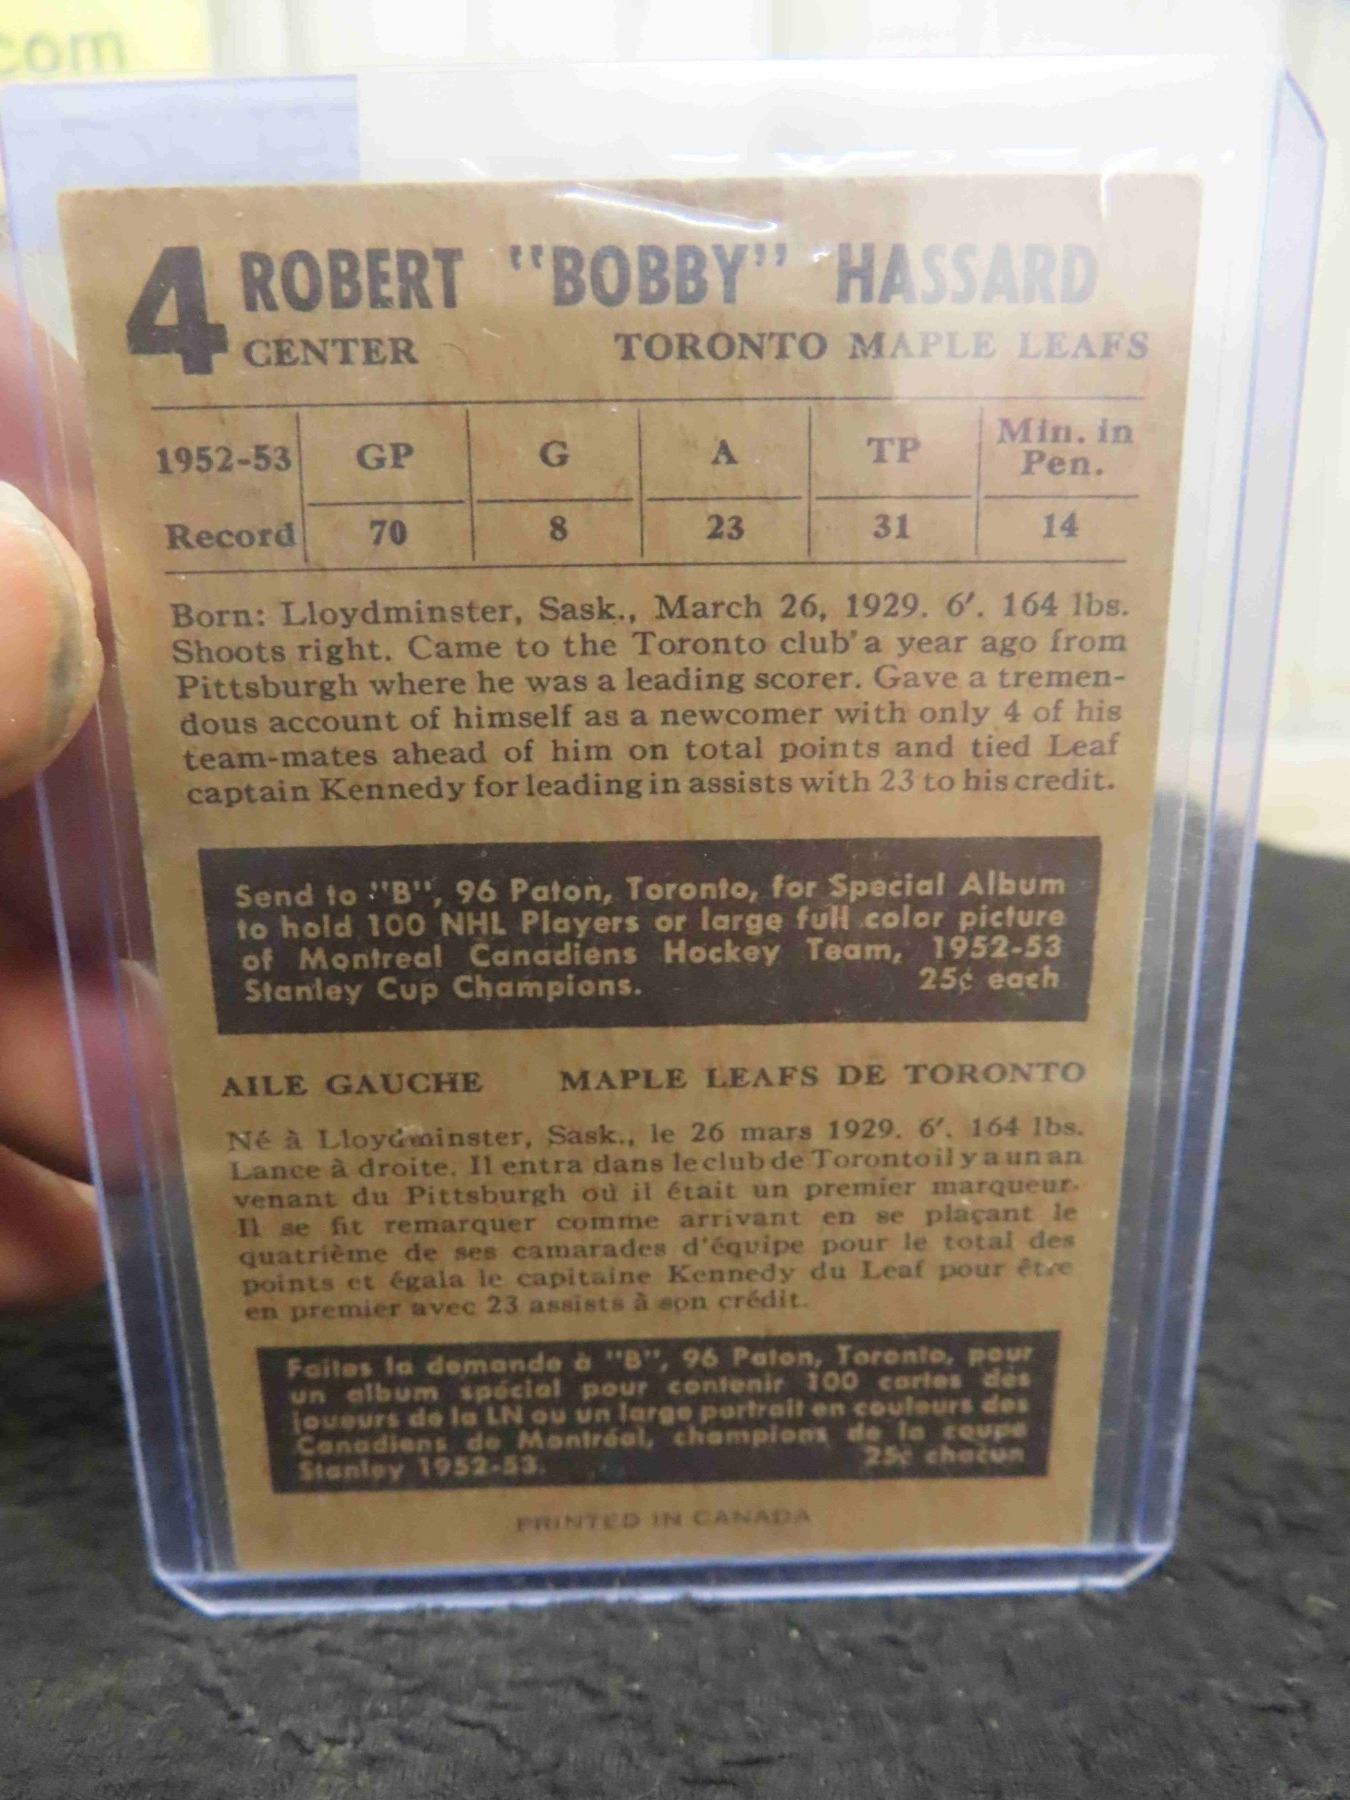 com
4 ROBERT "BOBBY" HASSARD
CENTER TORONTO MAPLE LEAFS
1952-53 GP G A TP Min. in Pen.
Record 70 8 23 31 14
Born: Lloydminster, Sask., March 26, 1929. 6'. 164 lbs.
Shoots right. Came to the Toronto club a year ago from
Pittsburgh where he was a leading scorer. Gave a tremen-
dous account of himself as a newcomer with only 4 of his
team-mates ahead of him on total points and tied Leaf
captain Kennedy for leading in assists with 23 to his credit.
Send to "B", 96 Paton, Toronto, for Special Album
to hold 100 NHL Players or large full color picture
of Montreal Canadiens Hockey Team, 1952-53
Stanley Cup Champions. 25¢ each
AILE GAUCHE MAPLE LEAFS DE TORONTO
Né à Lloydminster, Sask., le 26 mars 1929. 6'. 164 lbs.
Lance à droite. Il entra dans le club de Toronto il y a un an
venant du Pittsburgh où il était un premier marqueur.
Il se fit remarquer comme arrivant en se plaçant le
quatrième de ses camarades d'équipe pour le total des
points et égala le capitaine Kennedy du Leaf pour être
en premier avec 23 assists à son crédit.
Faites la demande à "B", 96 Paton, Toronto, pour
un album spécial pour contenir 100 cartes des
joueurs de la LN ou un large portrait en couleurs des
Canadiens de Montréal, champions de la coupe
Stanley 1952-53. 25¢ chacun
PRINTED IN CANADA